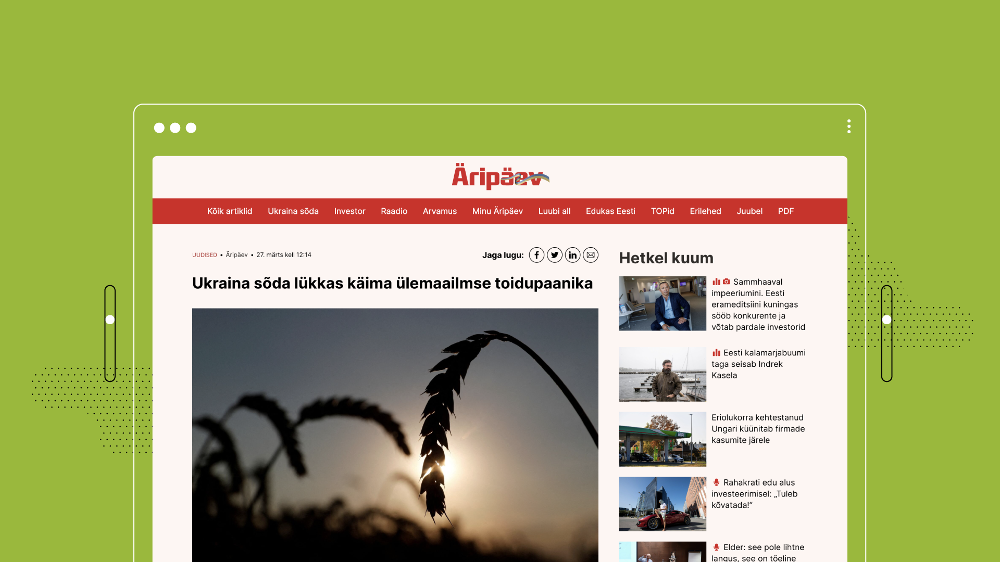 Äripäev
Kõik artiklid Ukraina sõda Investor Raadio Arvamus Minu Äripäev Luubi all Edukas Eesti TOPid Erilehed Juubel PDF
UUDISED • Äripäev • 27. märts kell 12:14
Jaga lugu:
Ukraina sõda lükkas käima ülemaailmse toidupaanika
Hetkel kuum
Sammhaaval
impeeriumini. Eesti
erameditsiini kuningas
sööb konkurente ja
võtab pardale investorid
Eesti kalamarjabuumi
taga seisab Indrek
Kasela
MOL
Eriolukorra kehtestanud
Ungari küünitab firmade
kasumite järele
Rahakrati edu alus
investeerimisel: „Tuleb
kõvatada!“
Elder: see pole lihtne
langus, see on tõeline